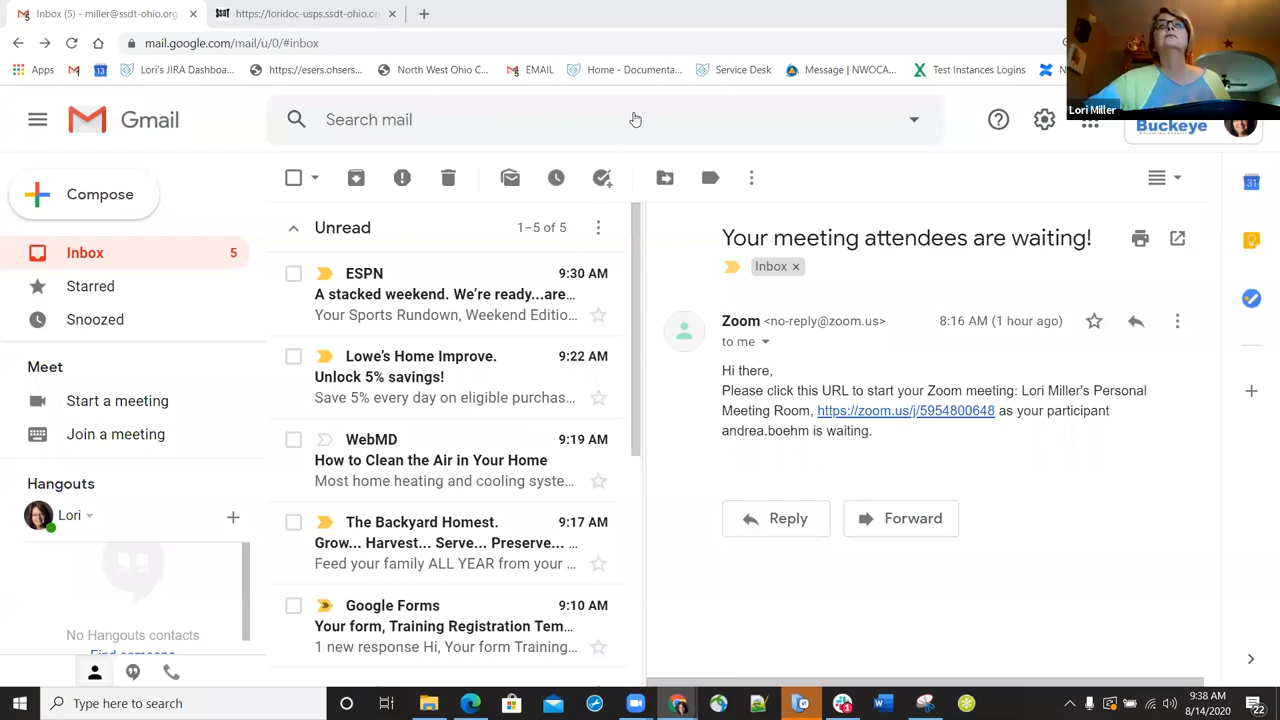 Inbox (5) - miller@ssdt-ohio.org
SSDT https://loridoc-usps.ssdt-ohio.or
mail.google.com/mail/u/0/#inbox
Apps
31
Lori's JIRA Dashboa...
https://esers.ohsers...
North West Ohio C...
EMAIL
Home - Documenta...
Service Desk
Message | NWOCA...
Test Instances Logins
Lori Miller
Gmail
Search mail
Buckeye
Compose
Inbox 5
Starred
Snoozed
Meet
Start a meeting
Join a meeting
Hangouts
Lori
No Hangouts contacts
Find someone
Unread 1–5 of 5
ESPN 9:30 AM
A stacked weekend. We're ready...are...
Your Sports Rundown, Weekend Editio...
Lowe's Home Improve. 9:22 AM
Unlock 5% savings!
Save 5% every day on eligible purchas...
WebMD 9:19 AM
How to Clean the Air in Your Home
Most home heating and cooling syste...
The Backyard Homest. 9:17 AM
Grow... Harvest... Serve... Preserve... ...
Feed your family ALL YEAR from your ...
Google Forms 9:10 AM
Your form, Training Registration Tem...
1 new response Hi, Your form Training...
Your meeting attendees are waiting!
Inbox x
Zoom <no-reply@zoom.us> 8:16 AM (1 hour ago)
to me
Hi there,
Please click this URL to start your Zoom meeting: Lori Miller's Personal
Meeting Room, https://zoom.us/j/5954800648 as your participant
andrea.boehm is waiting.
Reply
Forward
31
Type here to search
9:38 AM
8/14/2020
22